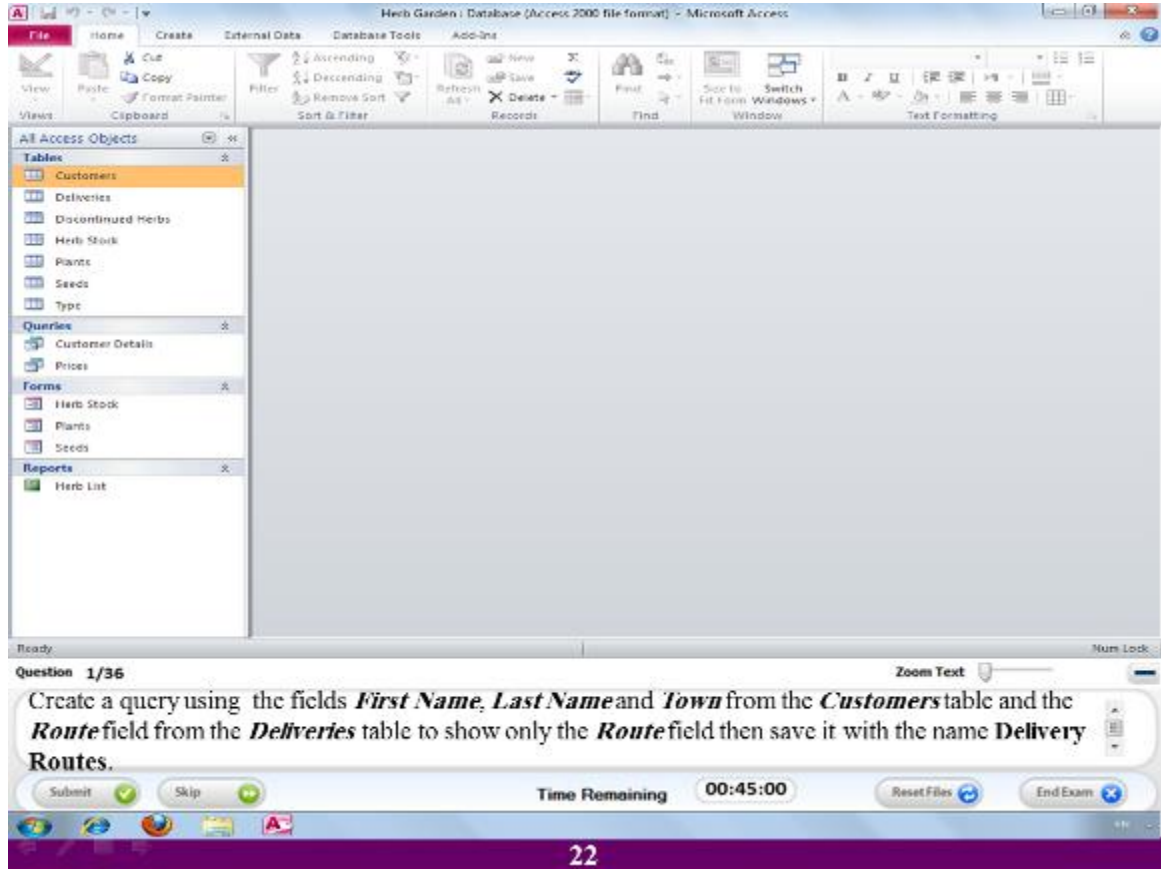 Herb Garden : Database (Access 2000 file format) - Microsoft Access
File Home Create External Data Database Tools Add-Ins
View
Paste
Cut
Copy
Format Painter
Filter
Ascending
Descending
Remove Sort
Refresh All
New
Save
Delete
Find
Size to Fit Form
Switch Windows
B I U
A
Views Clipboard Sort & Filter Records Find Window Text Formatting
All Access Objects
Tables
Customers
Deliveries
Discontinued Herbs
Herb Stock
Plants
Seeds
Type
Queries
Customer Details
Prices
Forms
Herb Stock
Plants
Seeds
Reports
Herb List
Ready Num Lock
Question 1/36 Zoom Text
Create a query using the fields First Name, Last Name and Town from the Customers table and the
Route field from the Deliveries table to show only the Route field then save it with the name Delivery
Routes.
Submit Skip Time Remaining 00:45:00 Reset Files End Exam
22